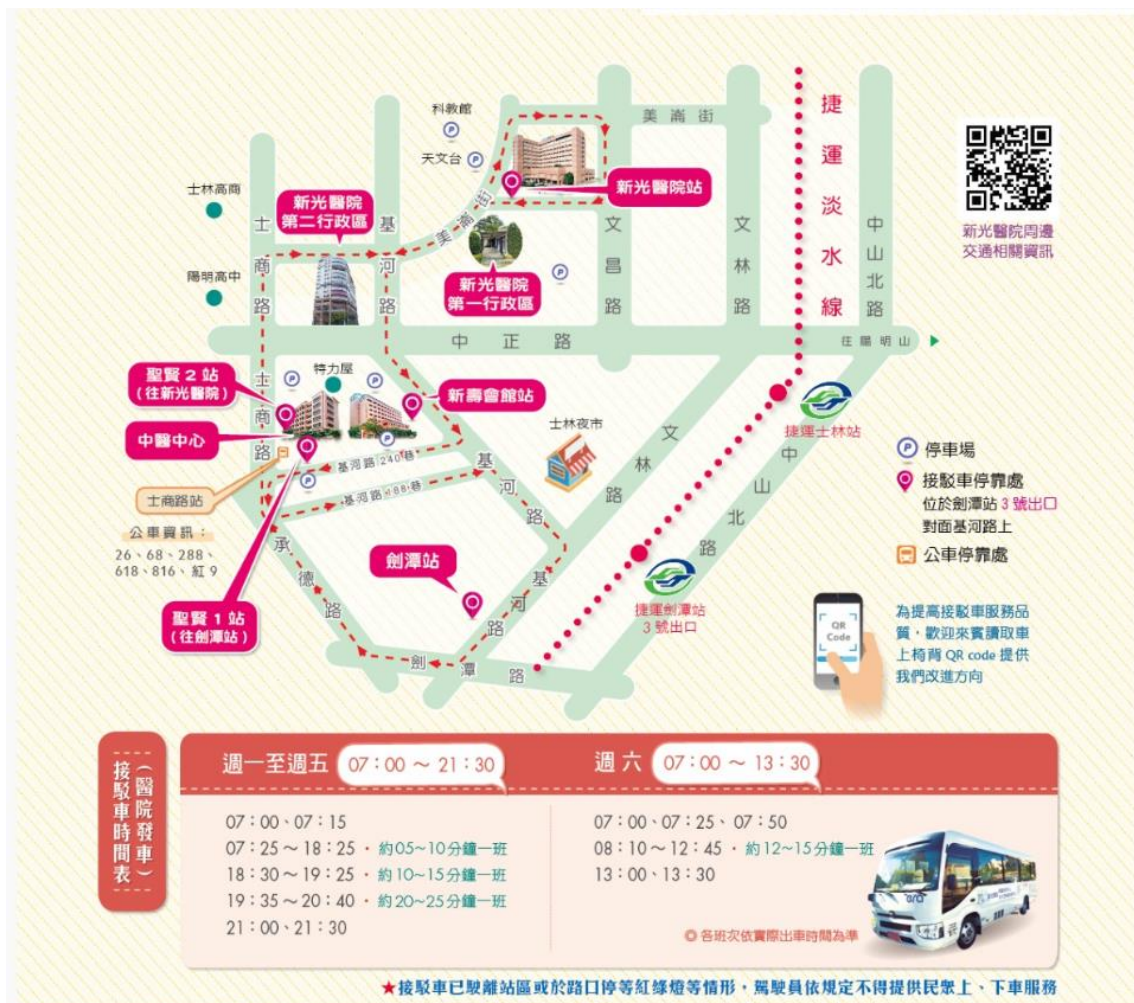 科教館
天文台
美崙街
捷運淡水線
士林高商
新光醫院
第二行政區
新光醫院站
新光醫院周邊
交通相關資訊
士商路
基河路
美崙街
文昌路
文林路
中山北路
陽明高中
新光醫院
第一行政區
中正路
往陽明山
聖賢2站
(往新光醫院)
特力屋
新壽會館站
士商路
中醫中心
士林夜市
文林路
捷運士林站
中山北路
停車場
基河路240巷
基河路
接駁車停靠處
位於劍潭站3號出口
對面基河路上
士商路站
基河路188巷
公車資訊：
26、68、288、
618、816、紅9
公車停靠處
承德路
劍潭站
基河路
聖賢1站
(往劍潭站)
捷運劍潭站
3號出口
劍潭路
QR
Code
為提高接駁車服務品
質，歡迎來賓讀取車
上椅背 QR code 提供
我們改進方向
接駁車時間表
(醫院發車)
週一至週五 07：00～21：30
07：00、07：15
07：25～18：25・約05~10分鐘一班
18：30～19：25・約10~15分鐘一班
19：35～20：40・約20~25分鐘一班
21：00、21：30
週六 07：00～13：30
07：00、07：25、07：50
08：10～12：45・約12~15分鐘一班
13：00、13：30
◎各班次依實際出車時間為準
★接駁車已駛離站區或於路口停等紅綠燈等情形，駕駛員依規定不得提供民眾上、下車服務